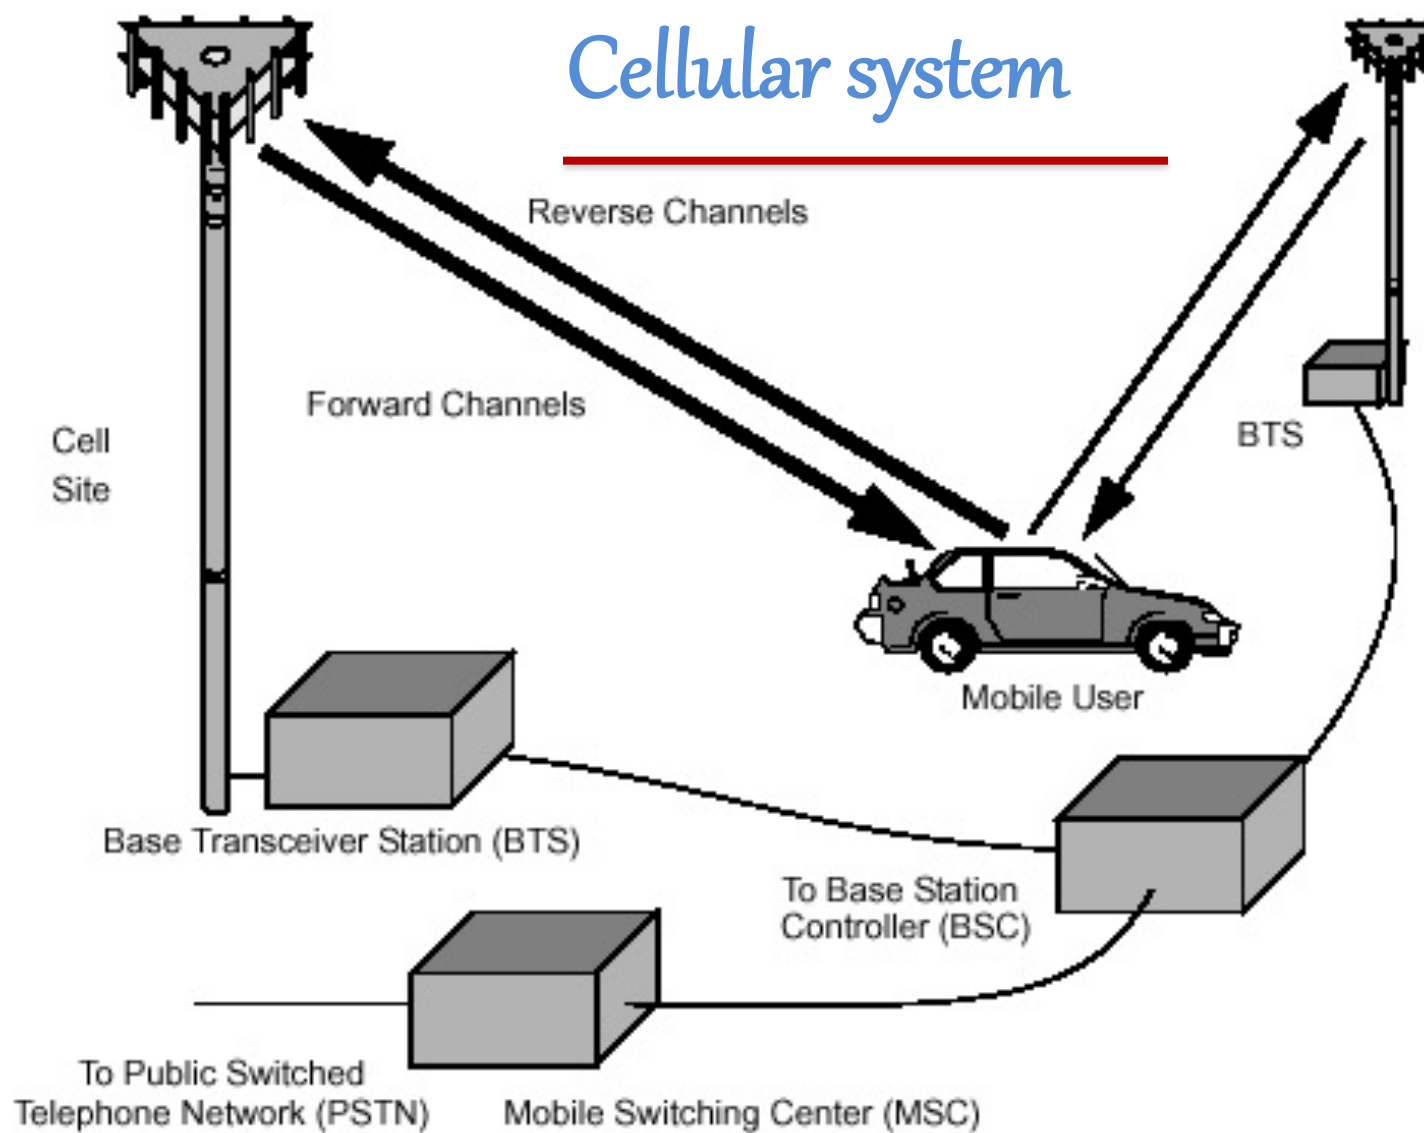 Cellular system
Reverse Channels
Forward Channels
Cell
Site
BTS
Mobile User
Base Transceiver Station (BTS)
To Base Station
Controller (BSC)
To Public Switched
Telephone Network (PSTN)
Mobile Switching Center (MSC)